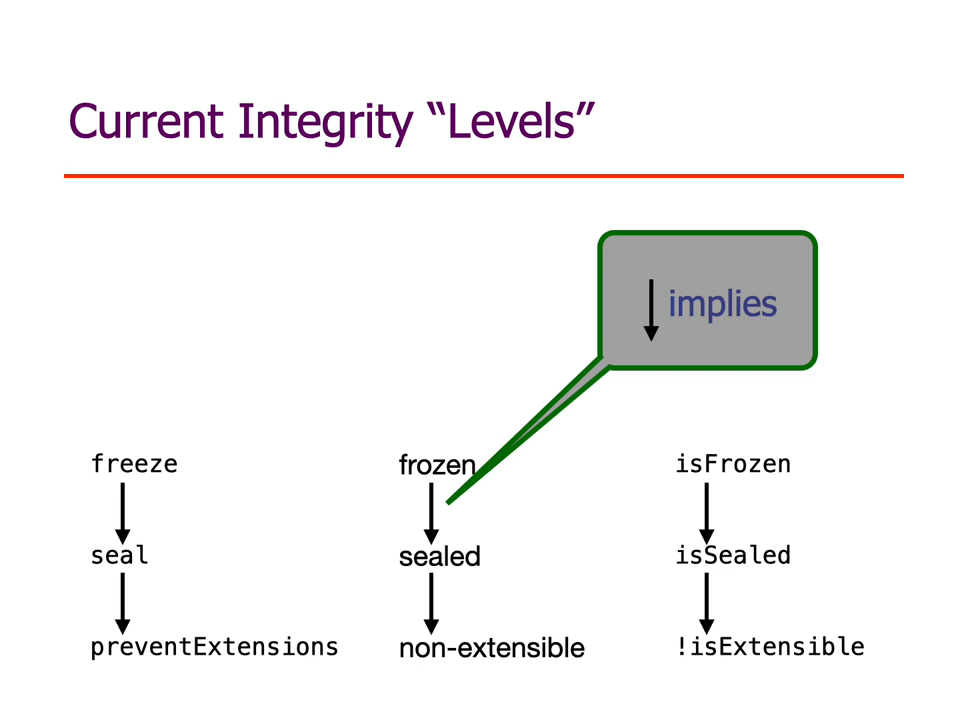 Current Integrity “Levels”
implies
freeze frozen isFrozen
seal sealed isSealed
preventExtensions non-extensible !isExtensible